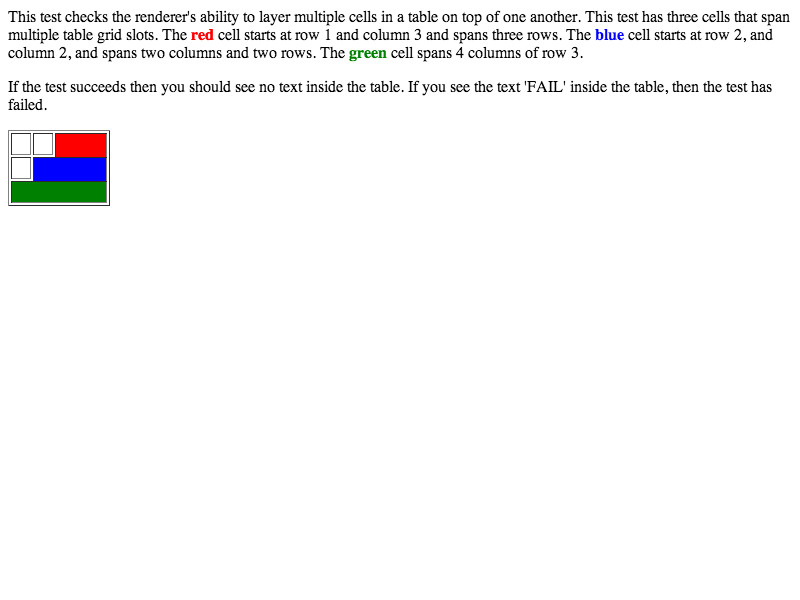 This test checks the renderer's ability to layer multiple cells in a table on top of one another. This test has three cells that span
multiple table grid slots. The red cell starts at row 1 and column 3 and spans three rows. The blue cell starts at row 2, and
column 2, and spans two columns and two rows. The green cell spans 4 columns of row 3.
If the test succeeds then you should see no text inside the table. If you see the text 'FAIL' inside the table, then the test has
failed.